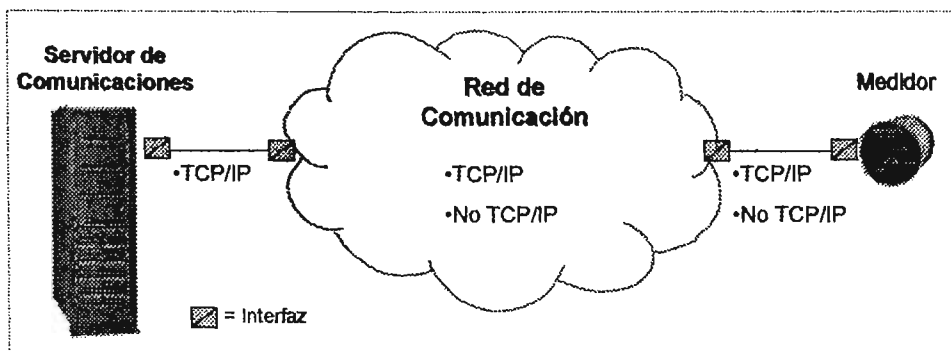 Servidor de
Comunicaciones
Red de
Comunicación
Medidor
•TCP/IP
•TCP/IP
•No TCP/IP
•TCP/IP
•No TCP/IP
= Interfaz